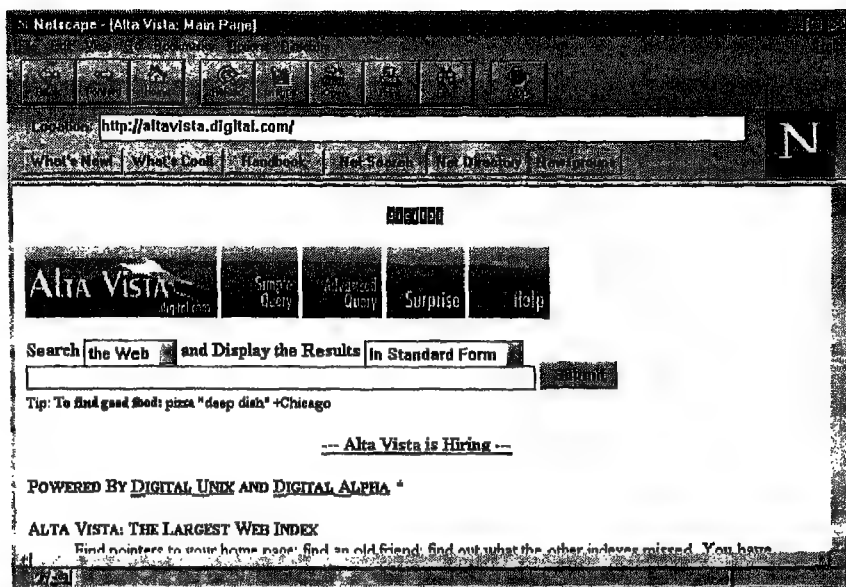 Netscape - [Alta Vista: Main Page]
Location: http://altavista.digital.com/
What's New! What's Cool! Handbook Net Search Net Directory Newsgroups
N
digital
ALTA VISTA
digital.com
Simple Query
Advanced Query
Surprise
Help
Search the Web and Display the Results in Standard Form
Submit
Tip: To find good food: pizza "deep dish" +Chicago
--- Alta Vista is Hiring ---
POWERED BY DIGITAL UNIX AND DIGITAL ALPHA
ALTA VISTA: THE LARGEST WEB INDEX
Find pointers to your home page; find an old friend; find out what the other indexes missed. You have